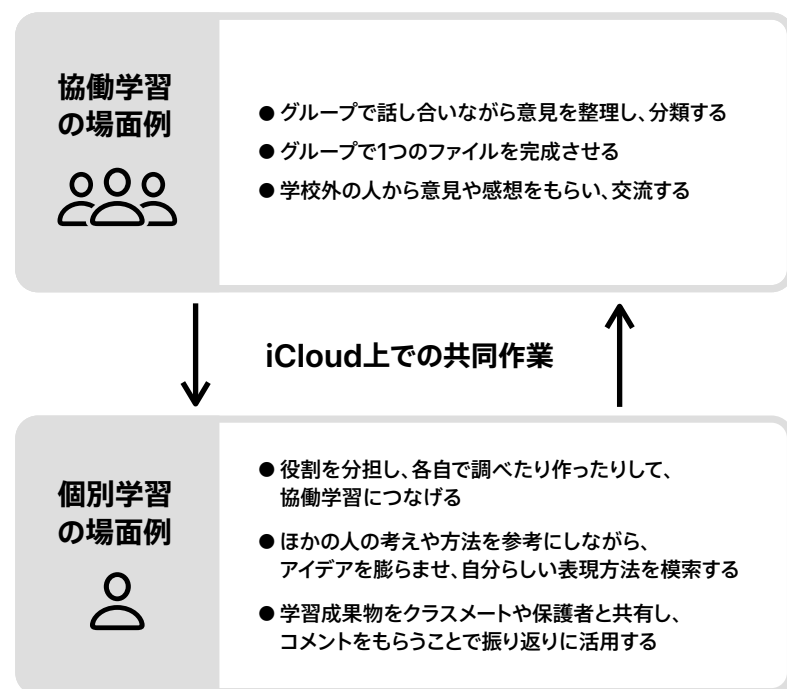 協働学習
の場面例
● グループで話し合いながら意見を整理し、分類する
● グループで1つのファイルを完成させる
● 学校外の人から意見や感想をもらい、交流する
iCloud上での共同作業
個別学習
の場面例
● 役割を分担し、各自で調べたり作ったりして、
協働学習につなげる
● ほかの人の考えや方法を参考にしながら、
アイデアを膨らませ、自分らしい表現方法を模索する
● 学習成果物をクラスメートや保護者と共有し、
コメントをもらうことで振り返りに活用する